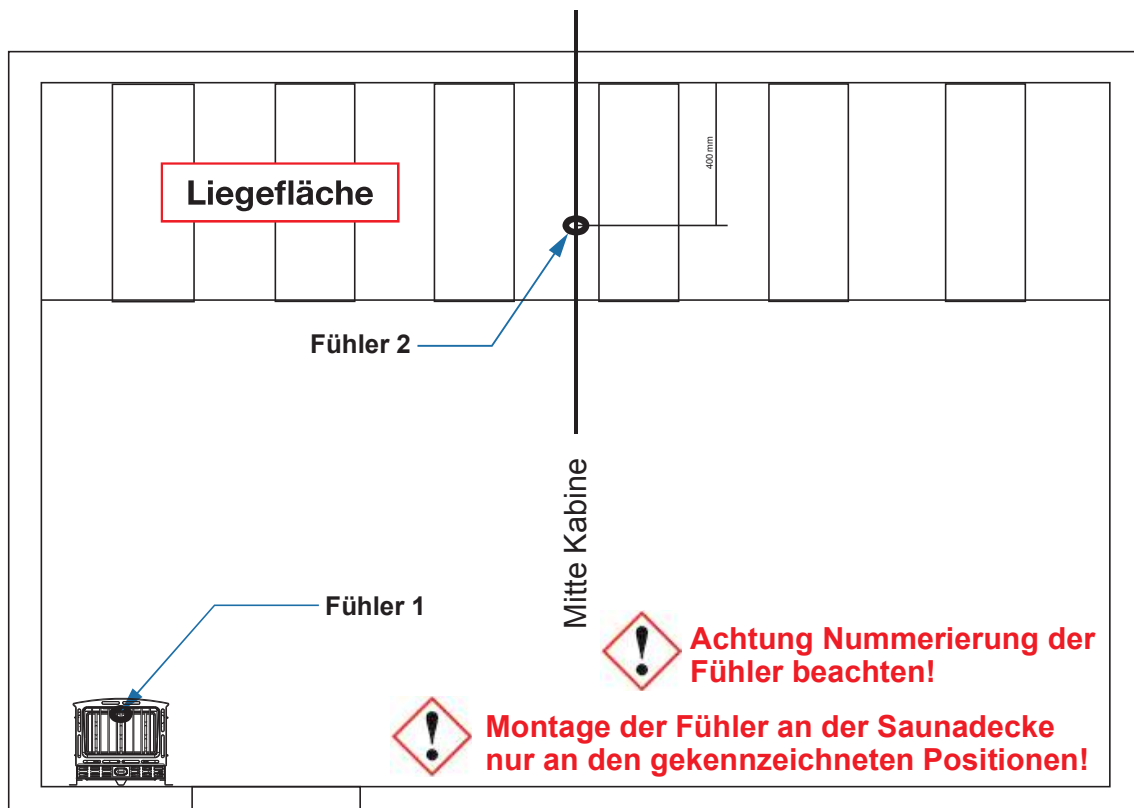 400 mm
Liegefläche
Fühler 2
Mitte Kabine
Fühler 1
Achtung Nummerierung der
Fühler beachten!
Montage der Fühler an der Saunadecke
nur an den gekennzeichneten Positionen!